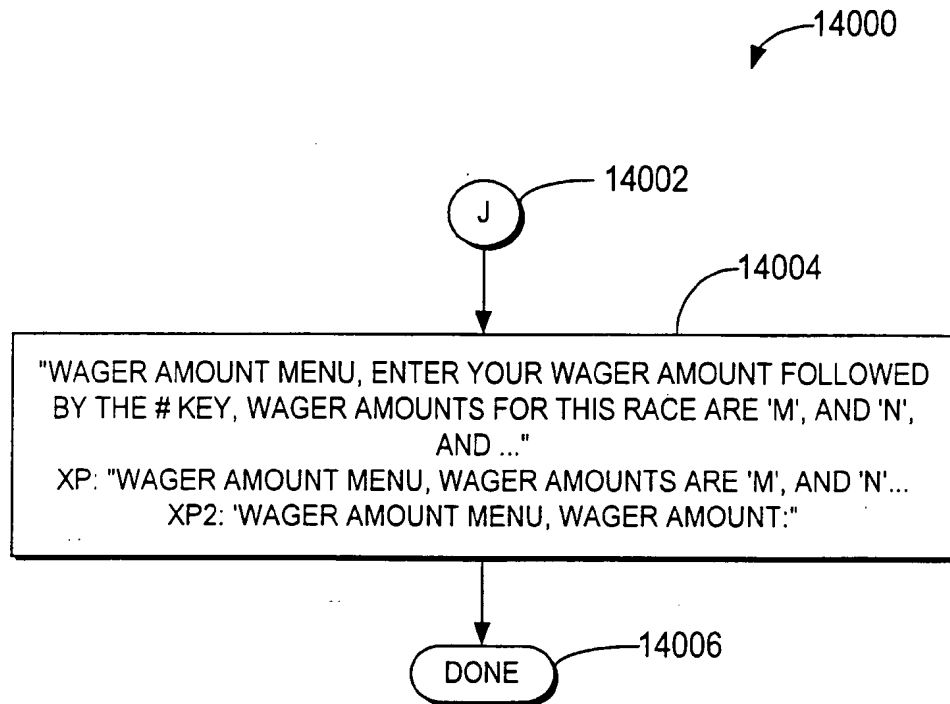 14000
J
14002
14004
"WAGER AMOUNT MENU, ENTER YOUR WAGER AMOUNT FOLLOWED
BY THE # KEY, WAGER AMOUNTS FOR THIS RACE ARE 'M', AND 'N',
AND ..."
XP: "WAGER AMOUNT MENU, WAGER AMOUNTS ARE 'M', AND 'N'...
XP2: 'WAGER AMOUNT MENU, WAGER AMOUNT:"
DONE
14006